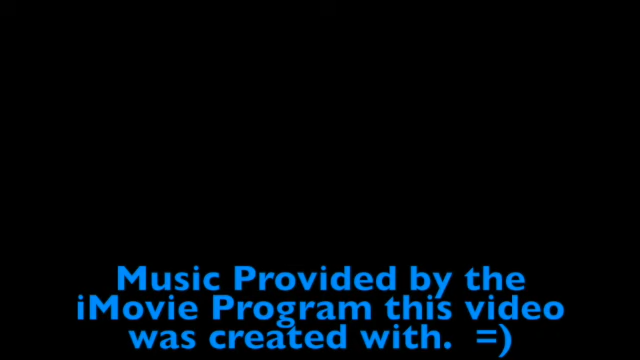 Music Provided by the
iMovie Program this video
was created with.  =)